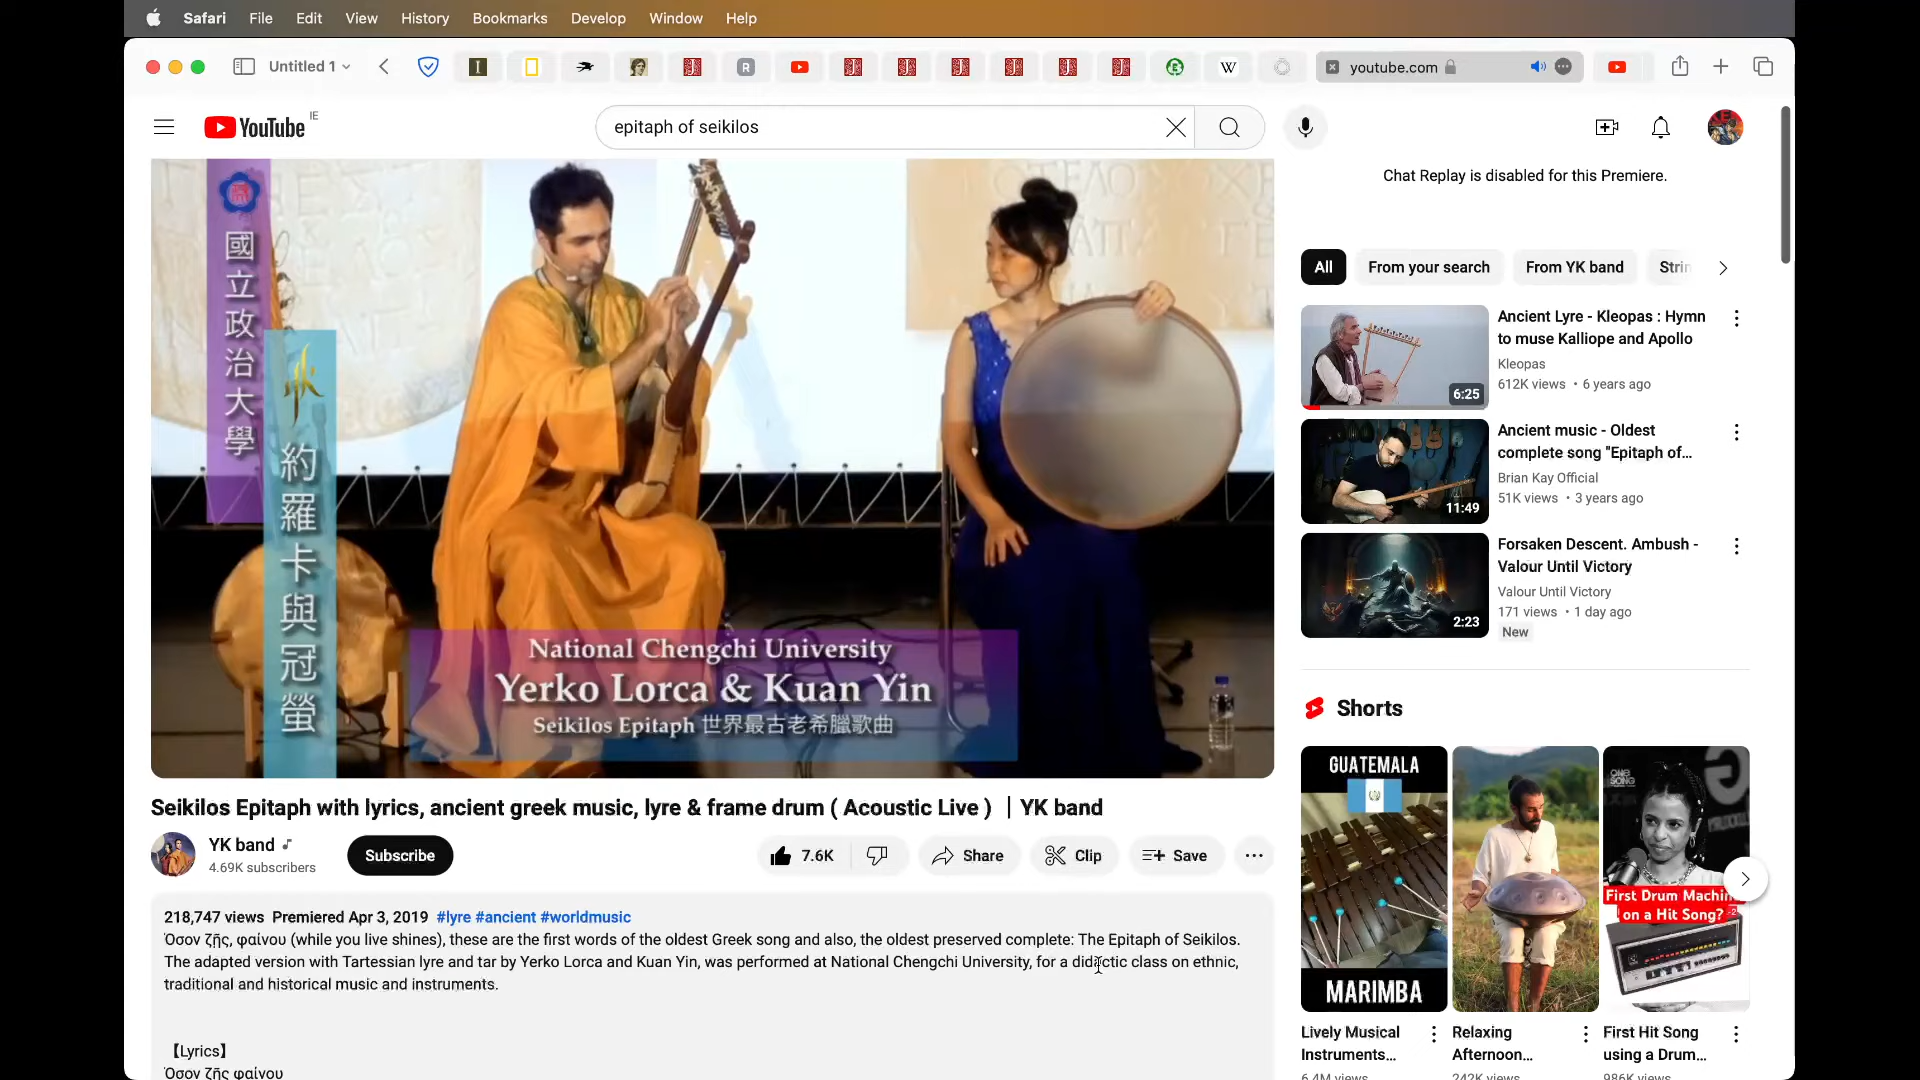 Safari File Edit View History Bookmarks Develop Window Help
Untitled 1
I
R
W
youtube.com
YouTube IE
epitaph of seikilos
國立政治大學
約羅卡與冠螢
National Chengchi University
Yerko Lorca & Kuan Yin
Seikilos Epitaph 世界最古老希臘歌曲
Seikilos Epitaph with lyrics, ancient greek music, lyre & frame drum ( Acoustic Live ) ｜YK band
YK band
4.69K subscribers
Subscribe
7.6K
Share
Clip
Save
218,747 views Premiered Apr 3, 2019 #lyre #ancient #worldmusic
Ὅσον ζῇς, φαίνου (while you live shines), these are the first words of the oldest Greek song and also, the oldest preserved complete: The Epitaph of Seikilos.
The adapted version with Tartessian lyre and tar by Yerko Lorca and Kuan Yin, was performed at National Chengchi University, for a didactic class on ethnic,
traditional and historical music and instruments.
【Lyrics】
Ὅσον ζῇς φαίνου
Chat Replay is disabled for this Premiere.
All
From your search
From YK band
6:25
Ancient Lyre - Kleopas : Hymn
to muse Kalliope and Apollo
Kleopas
612K views • 6 years ago
11:49
Ancient music - Oldest
complete song "Epitaph of...
Brian Kay Official
51K views • 3 years ago
2:23
Forsaken Descent. Ambush -
Valour Until Victory
Valour Until Victory
171 views • 1 day ago
New
Shorts
GUATEMALA
MARIMBA
ONE SONG
First Drum Machin
on a Hit Song?
Lively Musical
Instruments...
6.4M views
Relaxing
Afternoon...
242K views
First Hit Song
using a Drum...
986K views